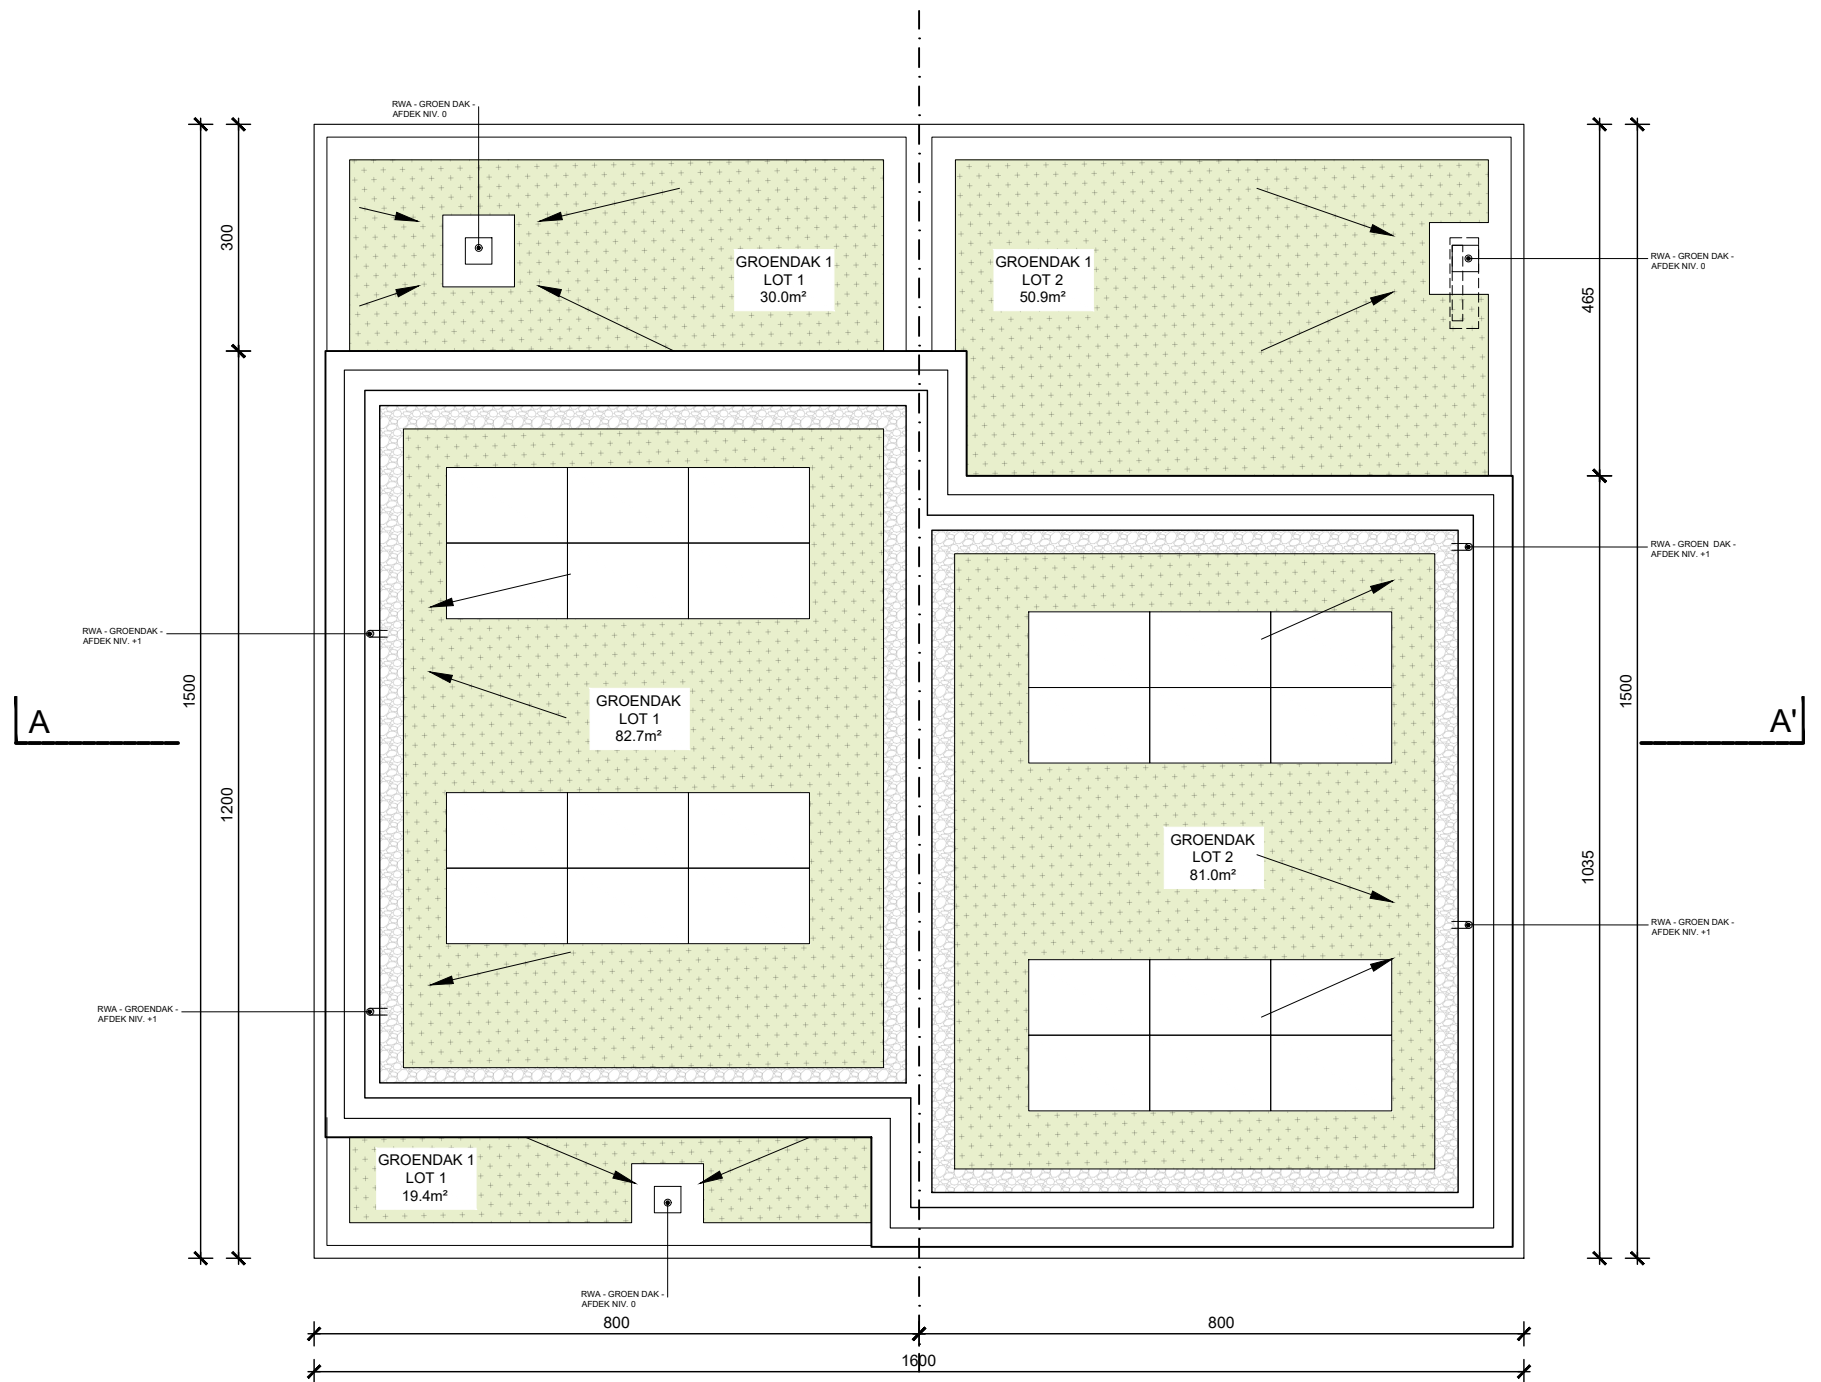 RWA - GROEN DAK -
AFDEK NIV. 0
300
GROENDAK 1
LOT 1
30.0m²
GROENDAK 1
LOT 2
50.9m²
RWA - GROEN DAK -
AFDEK NIV. 0
465
RWA - GROEN DAK -
AFDEK NIV. +1
RWA - GROENDAK -
AFDEK NIV. +1
1500
GROENDAK
LOT 1
82.7m²
1500
A
A'
1200
GROENDAK
LOT 2
81.0m²
1035
RWA - GROEN DAK -
AFDEK NIV. +1
RWA - GROENDAK -
AFDEK NIV. +1
GROENDAK 1
LOT 1
19.4m²
RWA - GROEN DAK -
AFDEK NIV. 0
800
800
1600